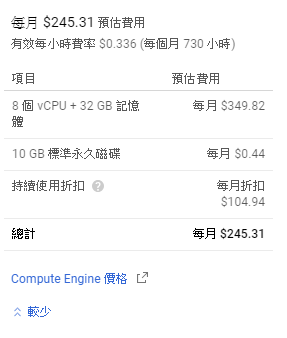 每月 $245.31 預估費用
有效每小時費率 $0.336 (每個月 730 小時)
項目 預估費用
8 個 vCPU + 32 GB 記憶 每月 $349.82
體
10 GB 標準永久磁碟 每月 $0.44
持續使用折扣 ? 每月折扣
$104.94
總計 每月 $245.31
Compute Engine 價格
較少